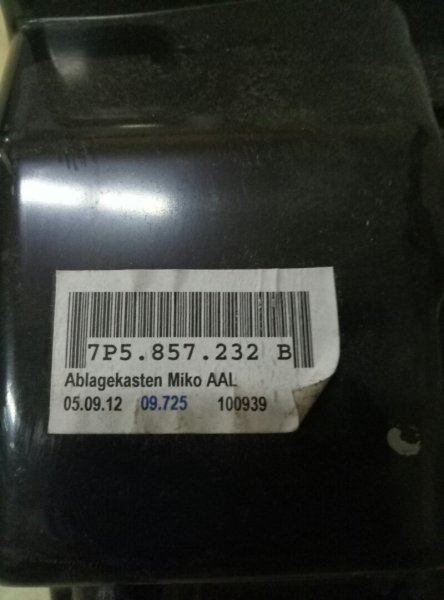 7P5.857.232 B
Ablagekasten Miko AAL
05.09.12 09.725 100939